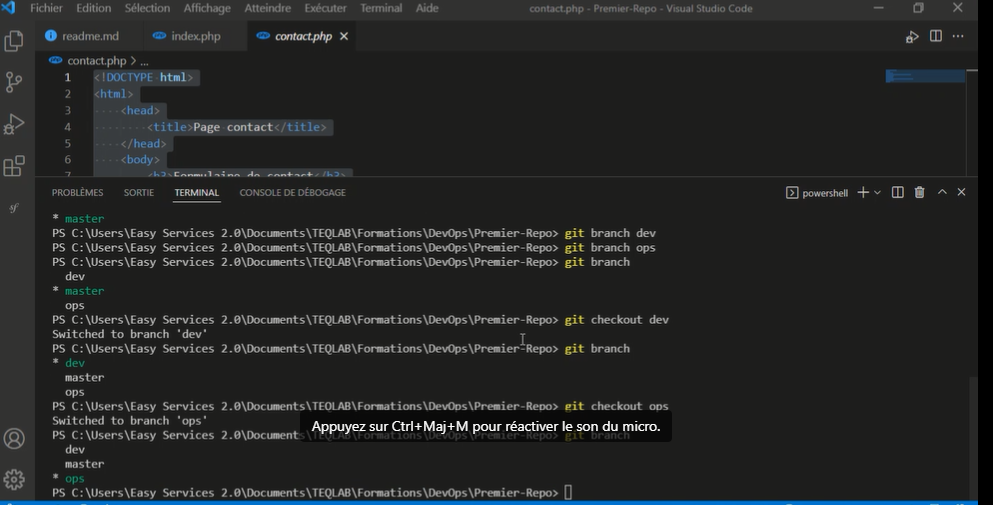 Fichier Edition Sélection Affichage Atteindre Exécuter Terminal Aide contact.php - Premier-Repo - Visual Studio Code
readme.md index.php contact.php
contact.php > ...
1 <!DOCTYPE html>
2 <html>
3 <head>
4 <title>Page contact</title>
5 </head>
6 <body>
7 <h3>Formulaire de contact</h3>
PROBLÈMES SORTIE TERMINAL CONSOLE DE DÉBOGAGE powershell
* master
PS C:\Users\Easy Services 2.0\Documents\TEQLAB\Formations\DevOps\Premier-Repo> git branch dev
PS C:\Users\Easy Services 2.0\Documents\TEQLAB\Formations\DevOps\Premier-Repo> git branch ops
PS C:\Users\Easy Services 2.0\Documents\TEQLAB\Formations\DevOps\Premier-Repo> git branch
dev
* master
ops
PS C:\Users\Easy Services 2.0\Documents\TEQLAB\Formations\DevOps\Premier-Repo> git checkout dev
Switched to branch 'dev'
PS C:\Users\Easy Services 2.0\Documents\TEQLAB\Formations\DevOps\Premier-Repo> git branch
* dev
master
ops
PS C:\Users\Easy Services 2.0\Documents\TEQLAB\Formations\DevOps\Premier-Repo> git checkout ops
Switched to branch 'ops'
Appuyez sur Ctrl+Maj+M pour réactiver le son du micro.
PS C:\Users\Easy Services 2.0\Documents\TEQLAB\Formations\DevOps\Premier-Repo> git branch
dev
master
* ops
PS C:\Users\Easy Services 2.0\Documents\TEQLAB\Formations\DevOps\Premier-Repo>